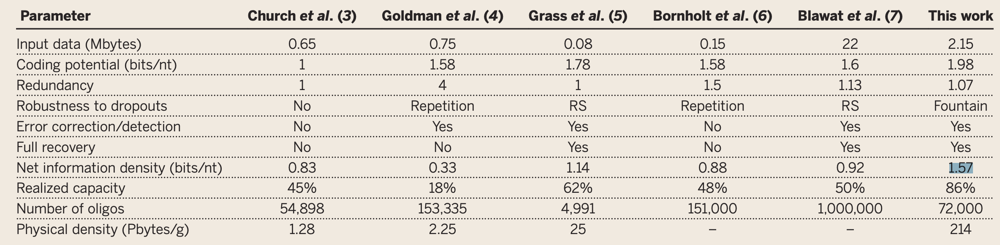 Parameter Church et al. (3) Goldman et al. (4) Grass et al. (5) Bornholt et al. (6) Blawat et al. (7) This work
Input data (Mbytes) 0.65 0.75 0.08 0.15 22 2.15
Coding potential (bits/nt) 1 1.58 1.78 1.58 1.6 1.98
Redundancy 1 4 1 1.5 1.13 1.07
Robustness to dropouts No Repetition RS Repetition RS Fountain
Error correction/detection No Yes Yes No Yes Yes
Full recovery No No Yes No Yes Yes
Net information density (bits/nt) 0.83 0.33 1.14 0.88 0.92 1.57
Realized capacity 45% 18% 62% 48% 50% 86%
Number of oligos 54,898 153,335 4,991 151,000 1,000,000 72,000
Physical density (Pbytes/g) 1.28 2.25 25 – – 214